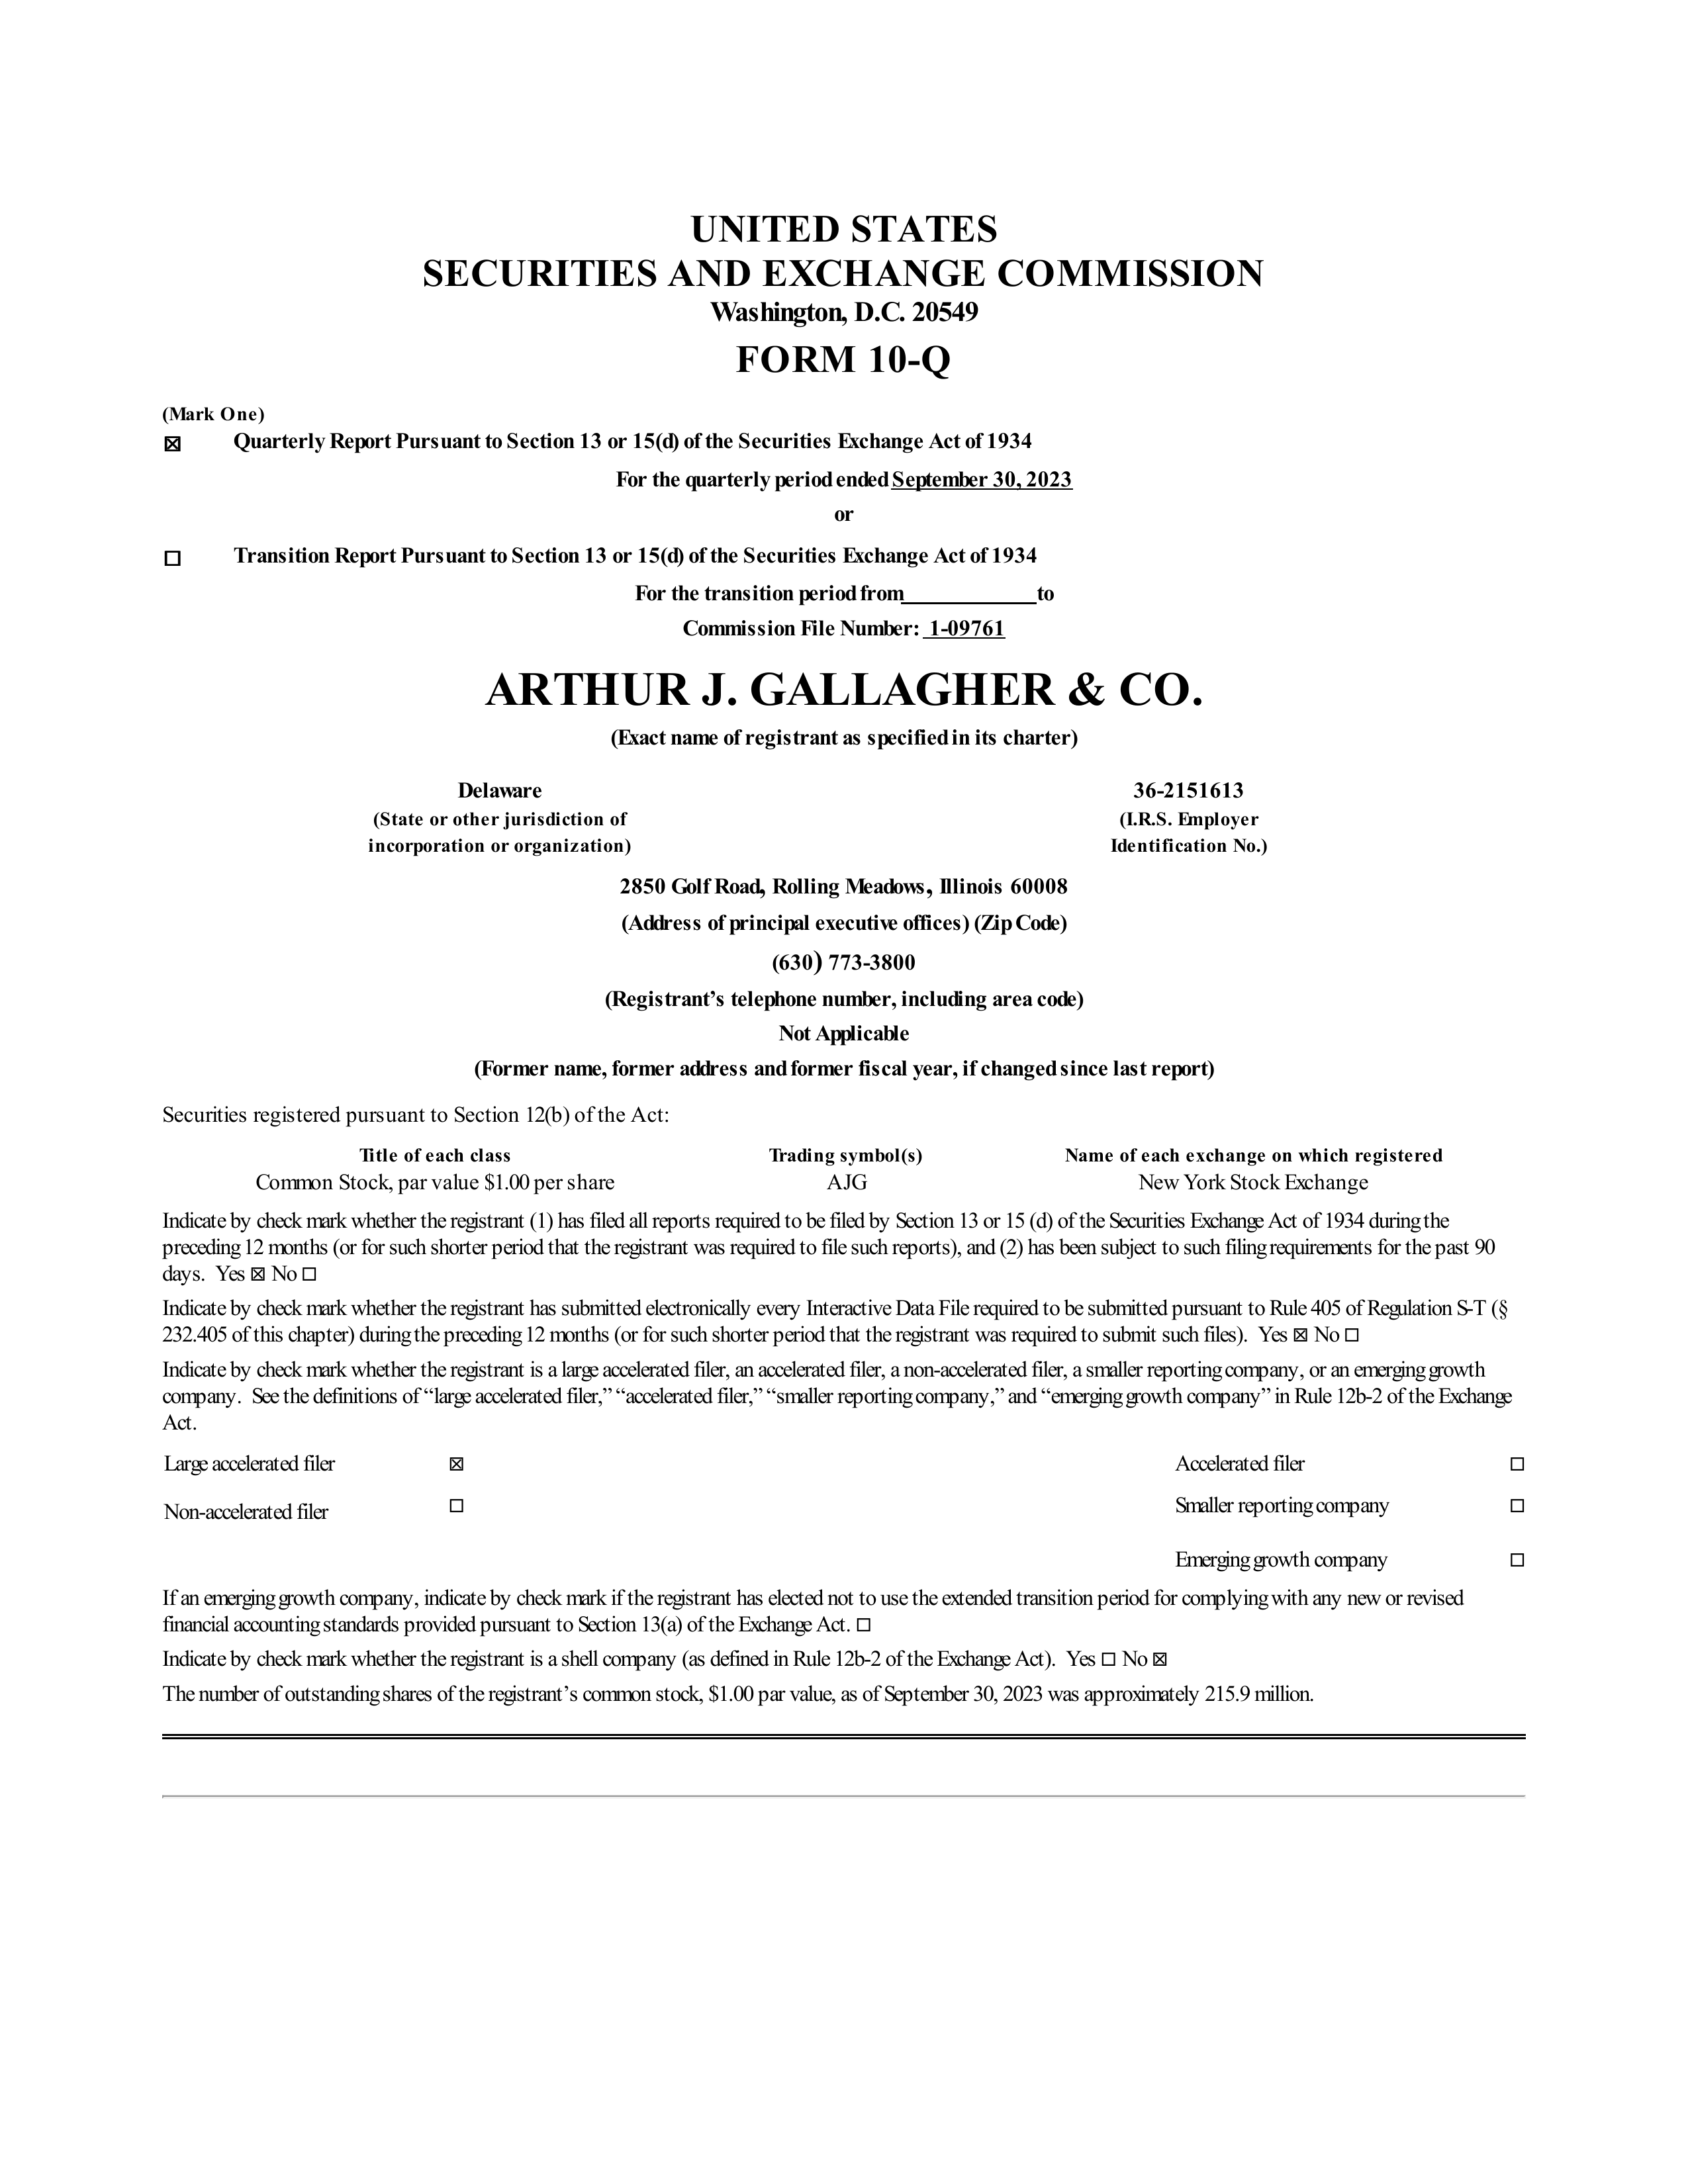 UNITED STATES
SECURITIES AND EXCHANGE COMMISSION
Washington, D.C. 20549
FORM 10-Q
(Mark One)
☒ Quarterly Report Pursuant to Section 13 or 15(d) of the Securities Exchange Act of 1934
For the quarterly period ended September 30, 2023
or
☐ Transition Report Pursuant to Section 13 or 15(d) of the Securities Exchange Act of 1934
For the transition period from____________to
Commission File Number: 1-09761
ARTHUR J. GALLAGHER & CO.
(Exact name of registrant as specified in its charter)
Delaware 36-2151613
(State or other jurisdiction of (I.R.S. Employer
incorporation or organization) Identification No.)
2850 Golf Road, Rolling Meadows, Illinois 60008
(Address of principal executive offices) (Zip Code)
(630) 773-3800
(Registrant’s telephone number, including area code)
Not Applicable
(Former name, former address and former fiscal year, if changed since last report)
Securities registered pursuant to Section 12(b) of the Act:
Title of each class Trading symbol(s) Name of each exchange on which registered
Common Stock, par value $1.00 per share AJG New York Stock Exchange
Indicate by check mark whether the registrant (1) has filed all reports required to be filed by Section 13 or 15 (d) of the Securities Exchange Act of 1934 during the
preceding 12 months (or for such shorter period that the registrant was required to file such reports), and (2) has been subject to such filing requirements for the past 90
days. Yes ☒ No ☐
Indicate by check mark whether the registrant has submitted electronically every Interactive Data File required to be submitted pursuant to Rule 405 of Regulation S-T (§
232.405 of this chapter) during the preceding 12 months (or for such shorter period that the registrant was required to submit such files). Yes ☒ No ☐
Indicate by check mark whether the registrant is a large accelerated filer, an accelerated filer, a non-accelerated filer, a smaller reporting company, or an emerging growth
company. See the definitions of “large accelerated filer,” “accelerated filer,” “smaller reporting company,” and “emerging growth company” in Rule 12b-2 of the Exchange
Act.
Large accelerated filer ☒ Accelerated filer ☐
Non-accelerated filer ☐ Smaller reporting company ☐
Emerging growth company ☐
If an emerging growth company, indicate by check mark if the registrant has elected not to use the extended transition period for complying with any new or revised
financial accounting standards provided pursuant to Section 13(a) of the Exchange Act. ☐
Indicate by check mark whether the registrant is a shell company (as defined in Rule 12b-2 of the Exchange Act). Yes ☐ No ☒
The number of outstanding shares of the registrant’s common stock, $1.00 par value, as of September 30, 2023 was approximately 215.9 million.